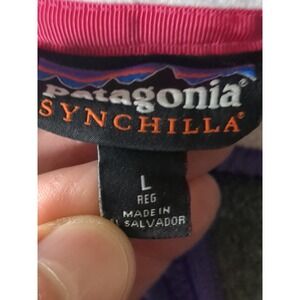 patagonia®
SYNCHILLA®
L
REG
MADE IN
SALVADOR